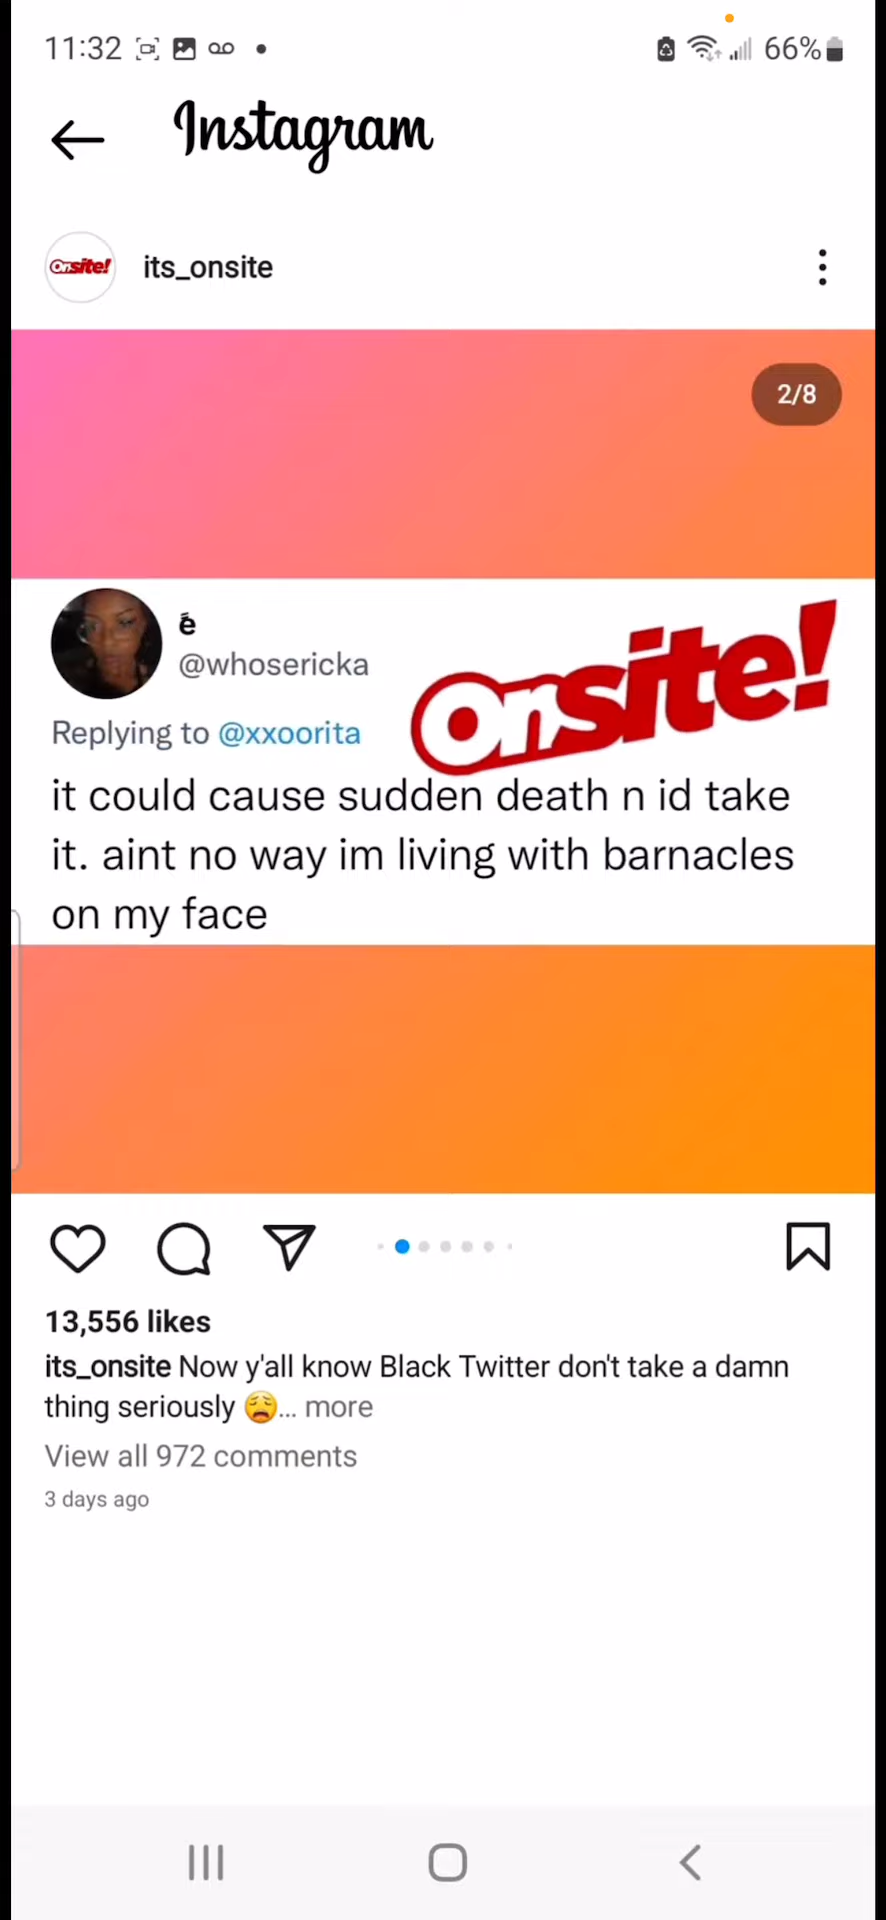 11:32
66%
Instagram
Onsite!
its_onsite
2/8
é
@whosericka
Onsite!
Replying to @xxoorita
it could cause sudden death n id take
it. aint no way im living with barnacles
on my face
13,556 likes
its_onsite Now y'all know Black Twitter don't take a damn
thing seriously 😩... more
View all 972 comments
3 days ago